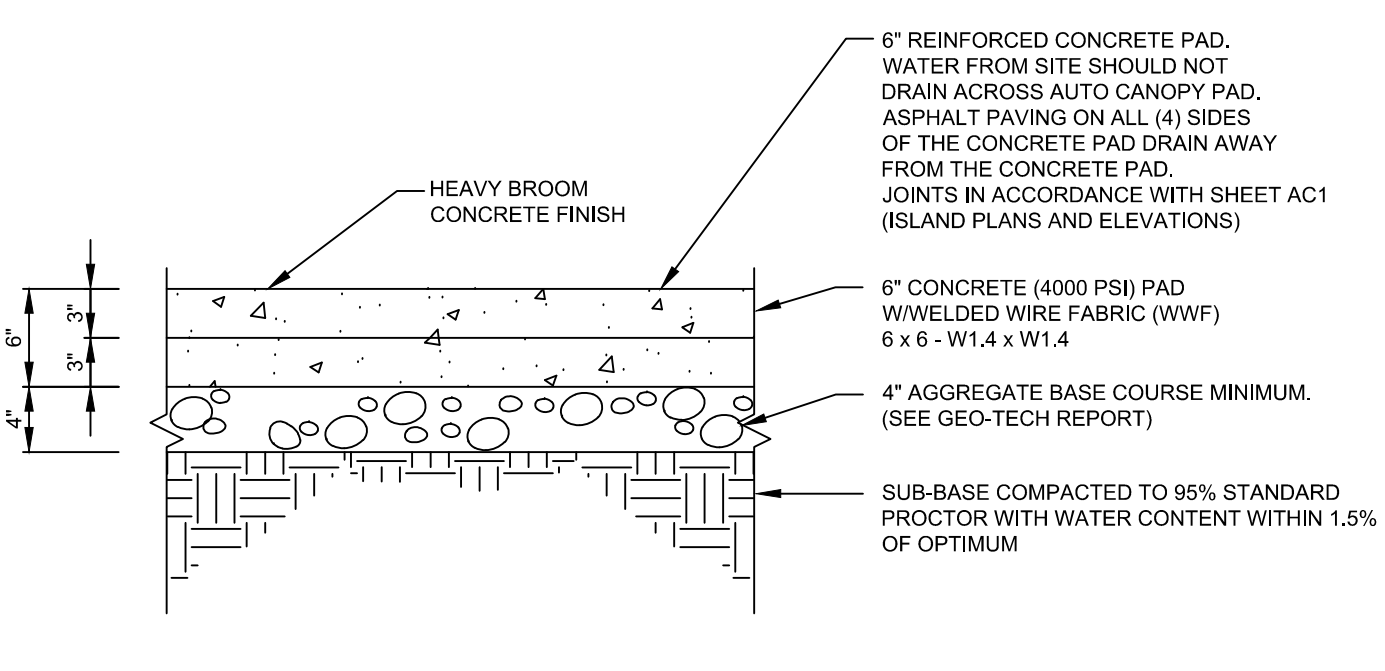 6" REINFORCED CONCRETE PAD.
WATER FROM SITE SHOULD NOT
DRAIN ACROSS AUTO CANOPY PAD.
ASPHALT PAVING ON ALL (4) SIDES
OF THE CONCRETE PAD DRAIN AWAY
FROM THE CONCRETE PAD.
JOINTS IN ACCORDANCE WITH SHEET AC1
(ISLAND PLANS AND ELEVATIONS)
HEAVY BROOM
CONCRETE FINISH
6" CONCRETE (4000 PSI) PAD
W/WELDED WIRE FABRIC (WWF)
6 x 6 - W1.4 x W1.4
4" AGGREGATE BASE COURSE MINIMUM.
(SEE GEO-TECH REPORT)
SUB-BASE COMPACTED TO 95% STANDARD
PROCTOR WITH WATER CONTENT WITHIN 1.5%
OF OPTIMUM
6"
3"
3"
4"